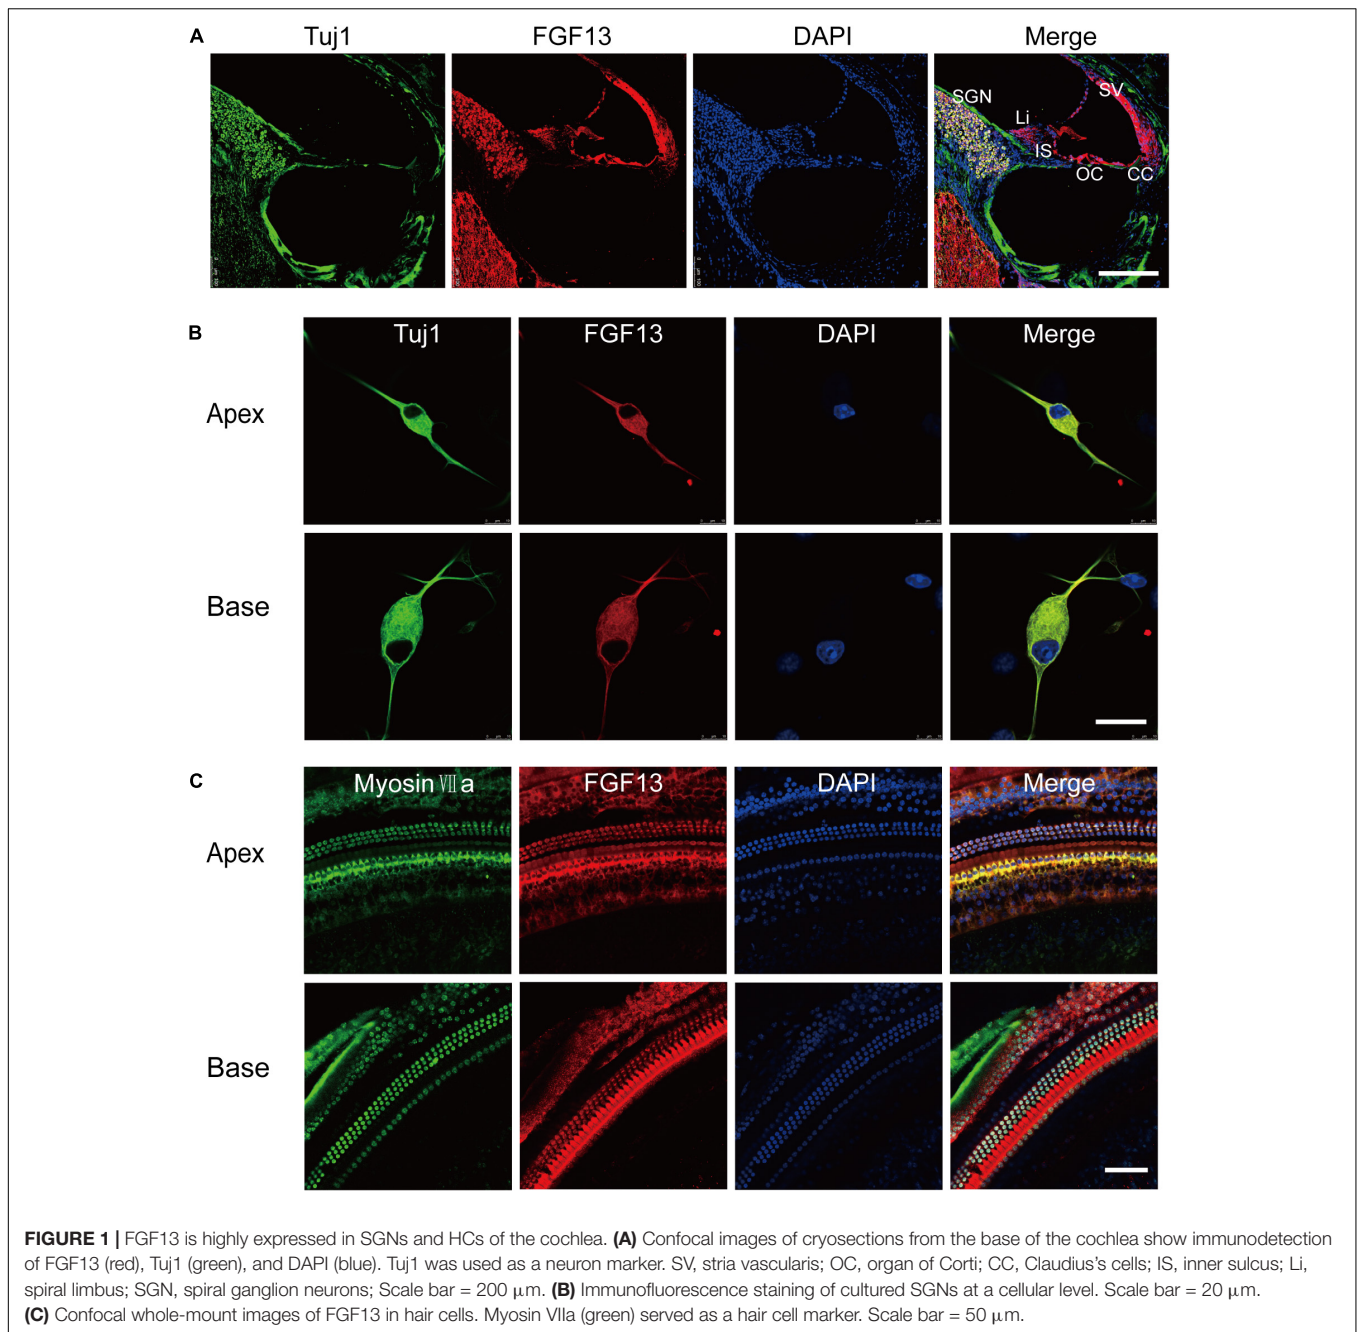 A
Tuj1 FGF13 DAPI Merge
SGN SV
Li
IS
OC CC
B
Tuj1 FGF13 DAPI Merge
Apex
Base
C
Myosin Ⅶa FGF13 DAPI Merge
Apex
Base
FIGURE 1 | FGF13 is highly expressed in SGNs and HCs of the cochlea. (A) Confocal images of cryosections from the base of the cochlea show immunodetection
of FGF13 (red), Tuj1 (green), and DAPI (blue). Tuj1 was used as a neuron marker. SV, stria vascularis; OC, organ of Corti; CC, Claudius's cells; IS, inner sulcus; Li,
spiral limbus; SGN, spiral ganglion neurons; Scale bar = 200 μm. (B) Immunofluorescence staining of cultured SGNs at a cellular level. Scale bar = 20 μm.
(C) Confocal whole-mount images of FGF13 in hair cells. Myosin VIIa (green) served as a hair cell marker. Scale bar = 50 μm.